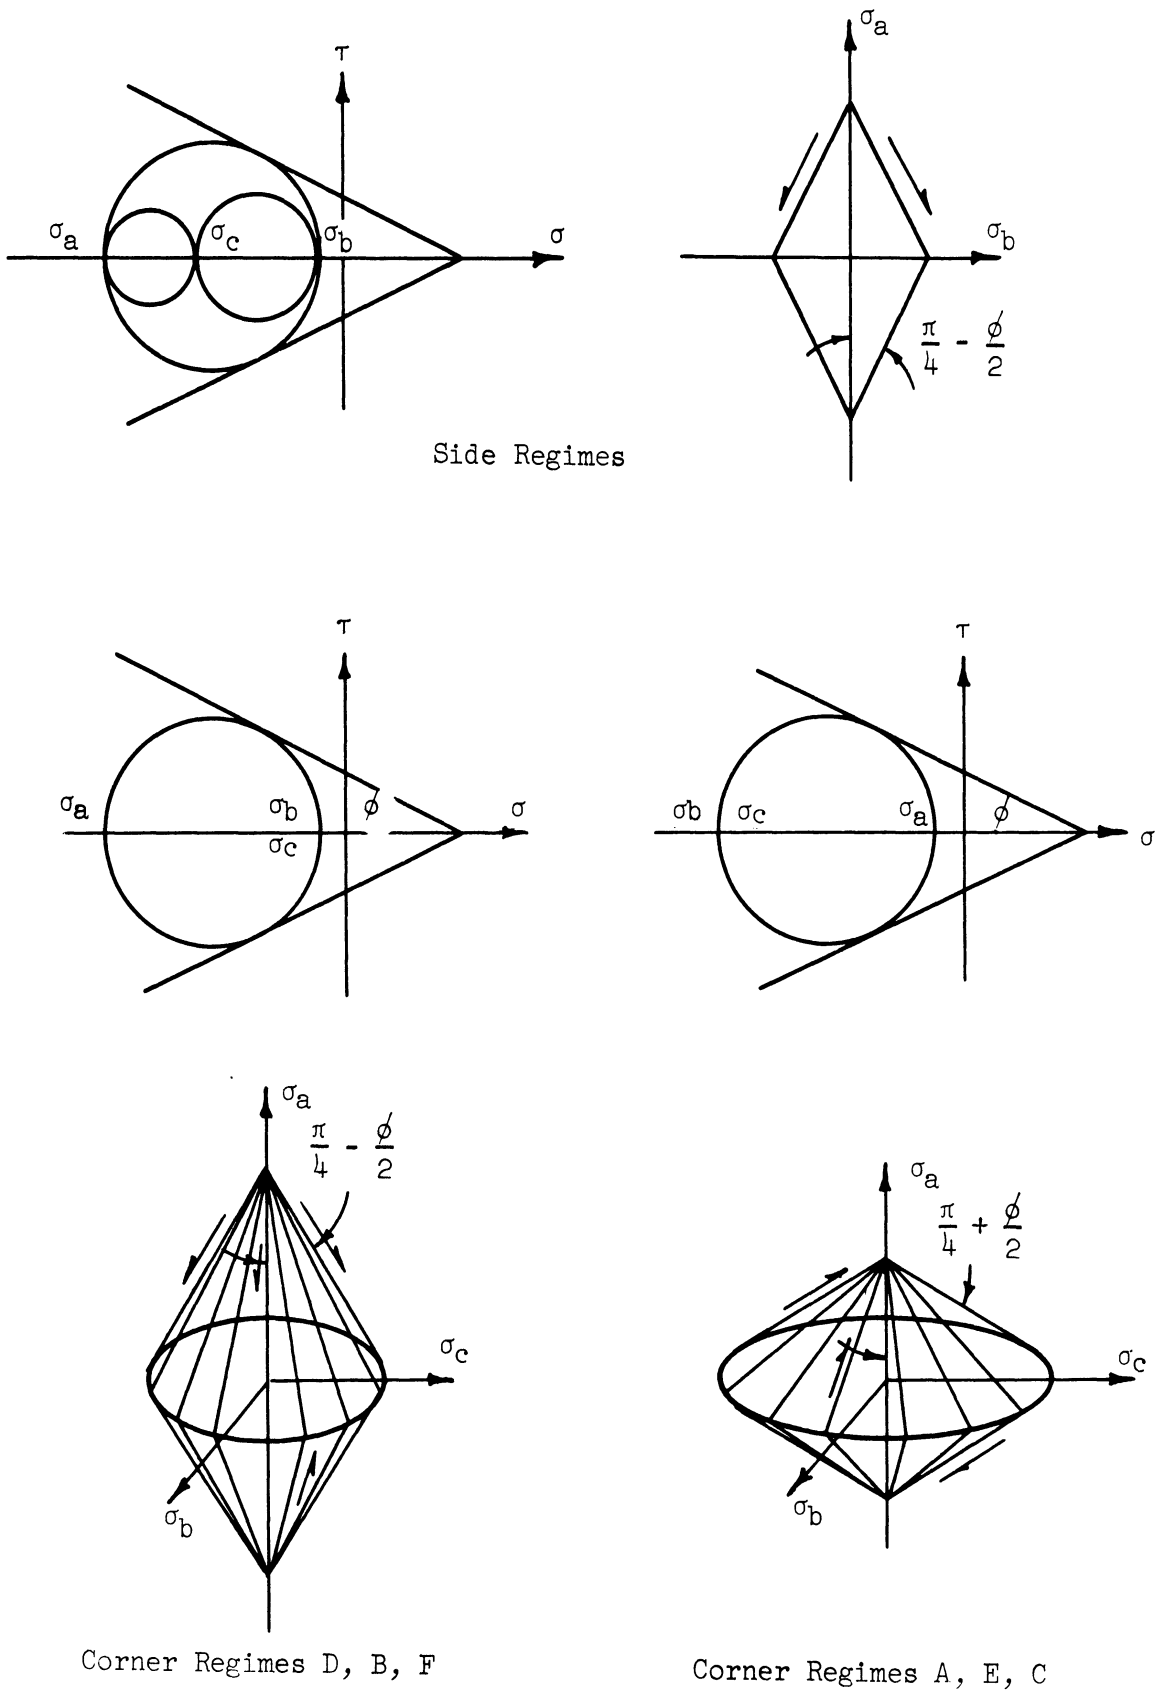 τ
σa
σa
σc
σb
σ
σb
π/4 - ϕ/2
Side Regimes
τ
τ
σa
σb
σc
ϕ
σ
σb
σc
σa
ϕ
σ
σa
π/4 - ϕ/2
σc
σb
σa
π/4 + ϕ/2
σc
σb
Corner Regimes D, B, F
Corner Regimes A, E, C